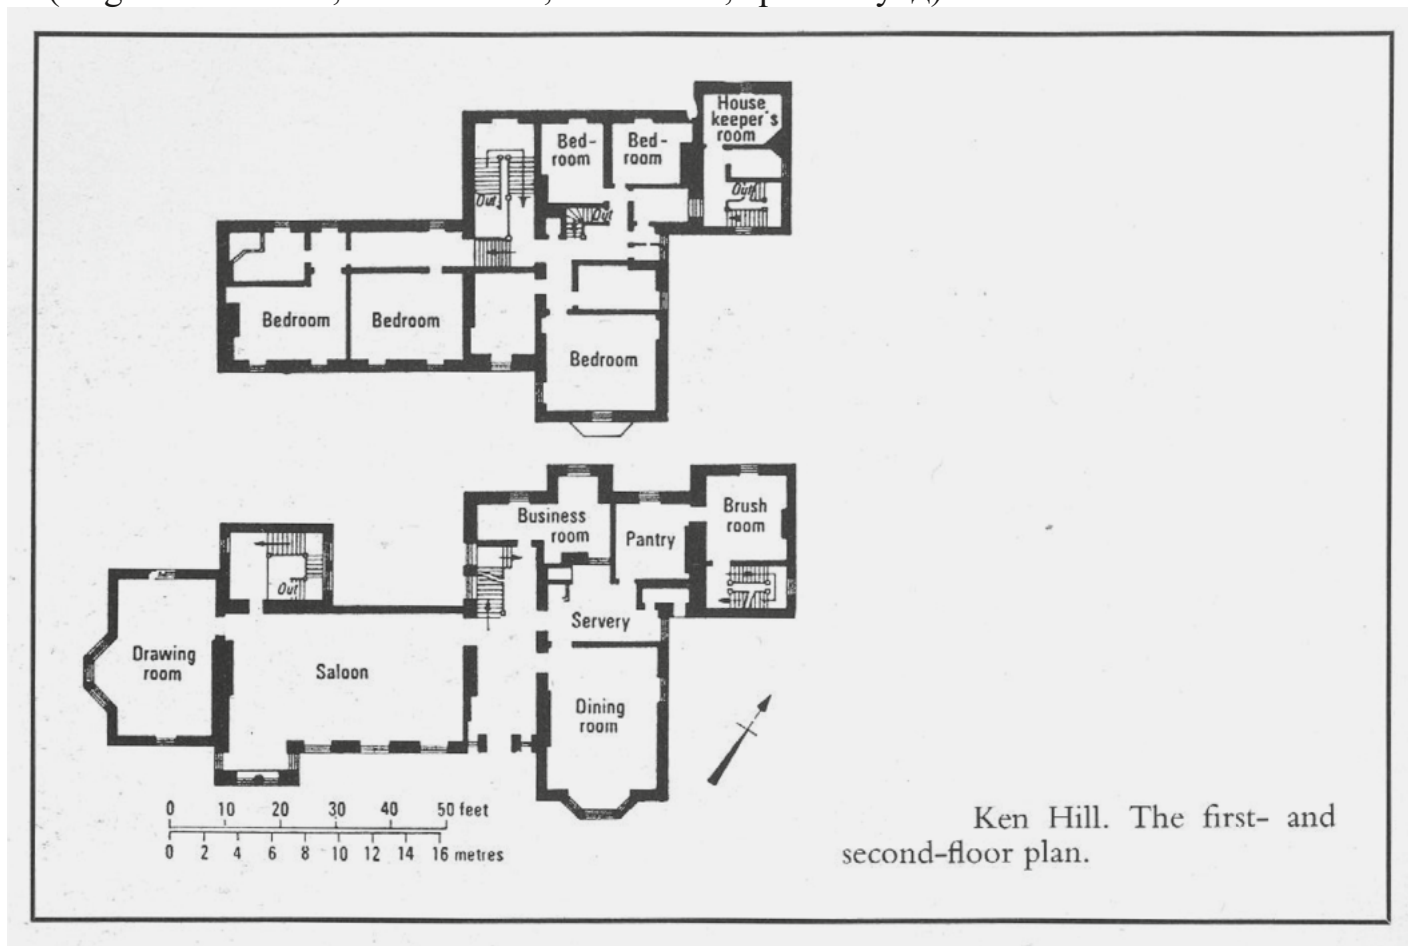 House
keeper's
room
Bed-
room
Bed-
room
Out
Out
Out
Bedroom
Bedroom
Bedroom
Business
room
Pantry
Brush
room
Out
Servery
Drawing
room
Saloon
Dining
room
0 10 20 30 40 50 feet
0 2 4 6 8 10 12 14 16 metres
Ken Hill. The first- and
second-floor plan.